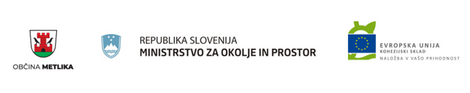 OBČINA METLIKA
REPUBLIKA SLOVENIJA
MINISTRSTVO ZA OKOLJE IN PROSTOR
EVROPSKA UNIJA
KOHEZIJSKI SKLAD
NALOŽBA V VAŠO PRIHODNOST